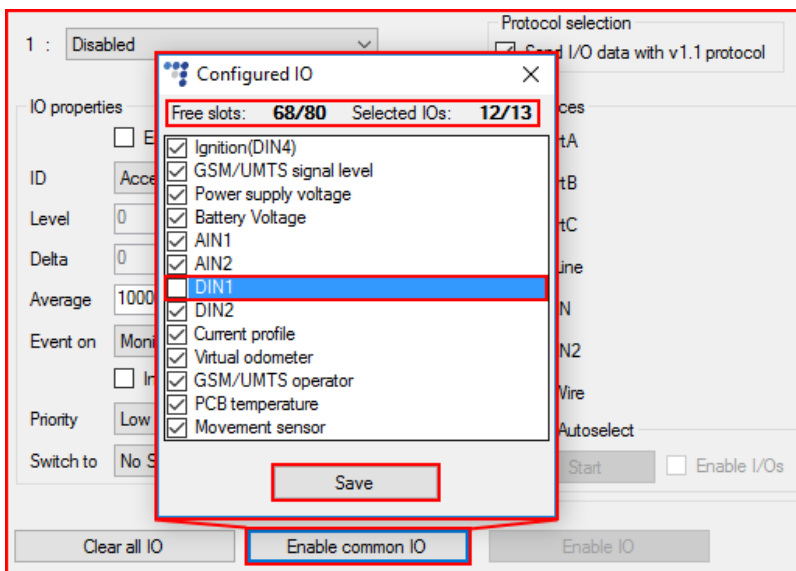 Protocol selection
1 : Disabled
Send I/O data with v1.1 protocol
Configured IO
Free slots: 68/80 Selected IOs: 12/13
IO properties
Ignition(DIN4)
GSM/UMTS signal level
Power supply voltage
Battery Voltage
AIN1
AIN2
DIN1
DIN2
Current profile
Virtual odometer
GSM/UMTS operator
PCB temperature
Movement sensor
Save
ID
Level 0
Delta 0
Average 1000
Event on
Priority Low
Switch to
Autoselect
Start
Enable I/Os
Clear all IO
Enable common IO
Enable IO